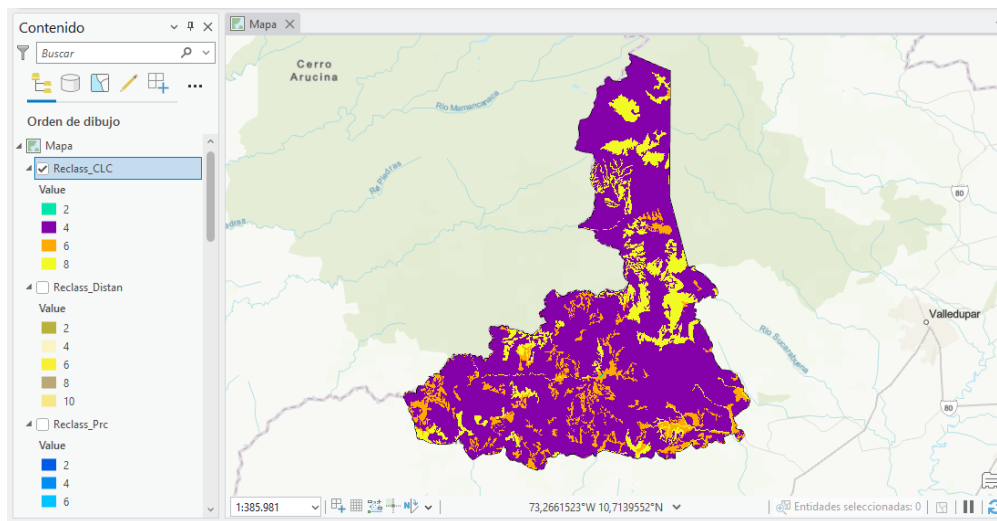 Contenido
Buscar
Orden de dibujo
Mapa
Reclass_CLC
Value
2
4
6
8
Reclass_Distan
Value
2
4
6
8
10
Reclass_Prc
Value
2
4
6
Mapa
Cerro
Arucina
Río Mamancanaca
Río Piedras
Valledupar
80
80
1:385.981
73,2661523°W 10,7139552°N
Entidades seleccionadas: 0